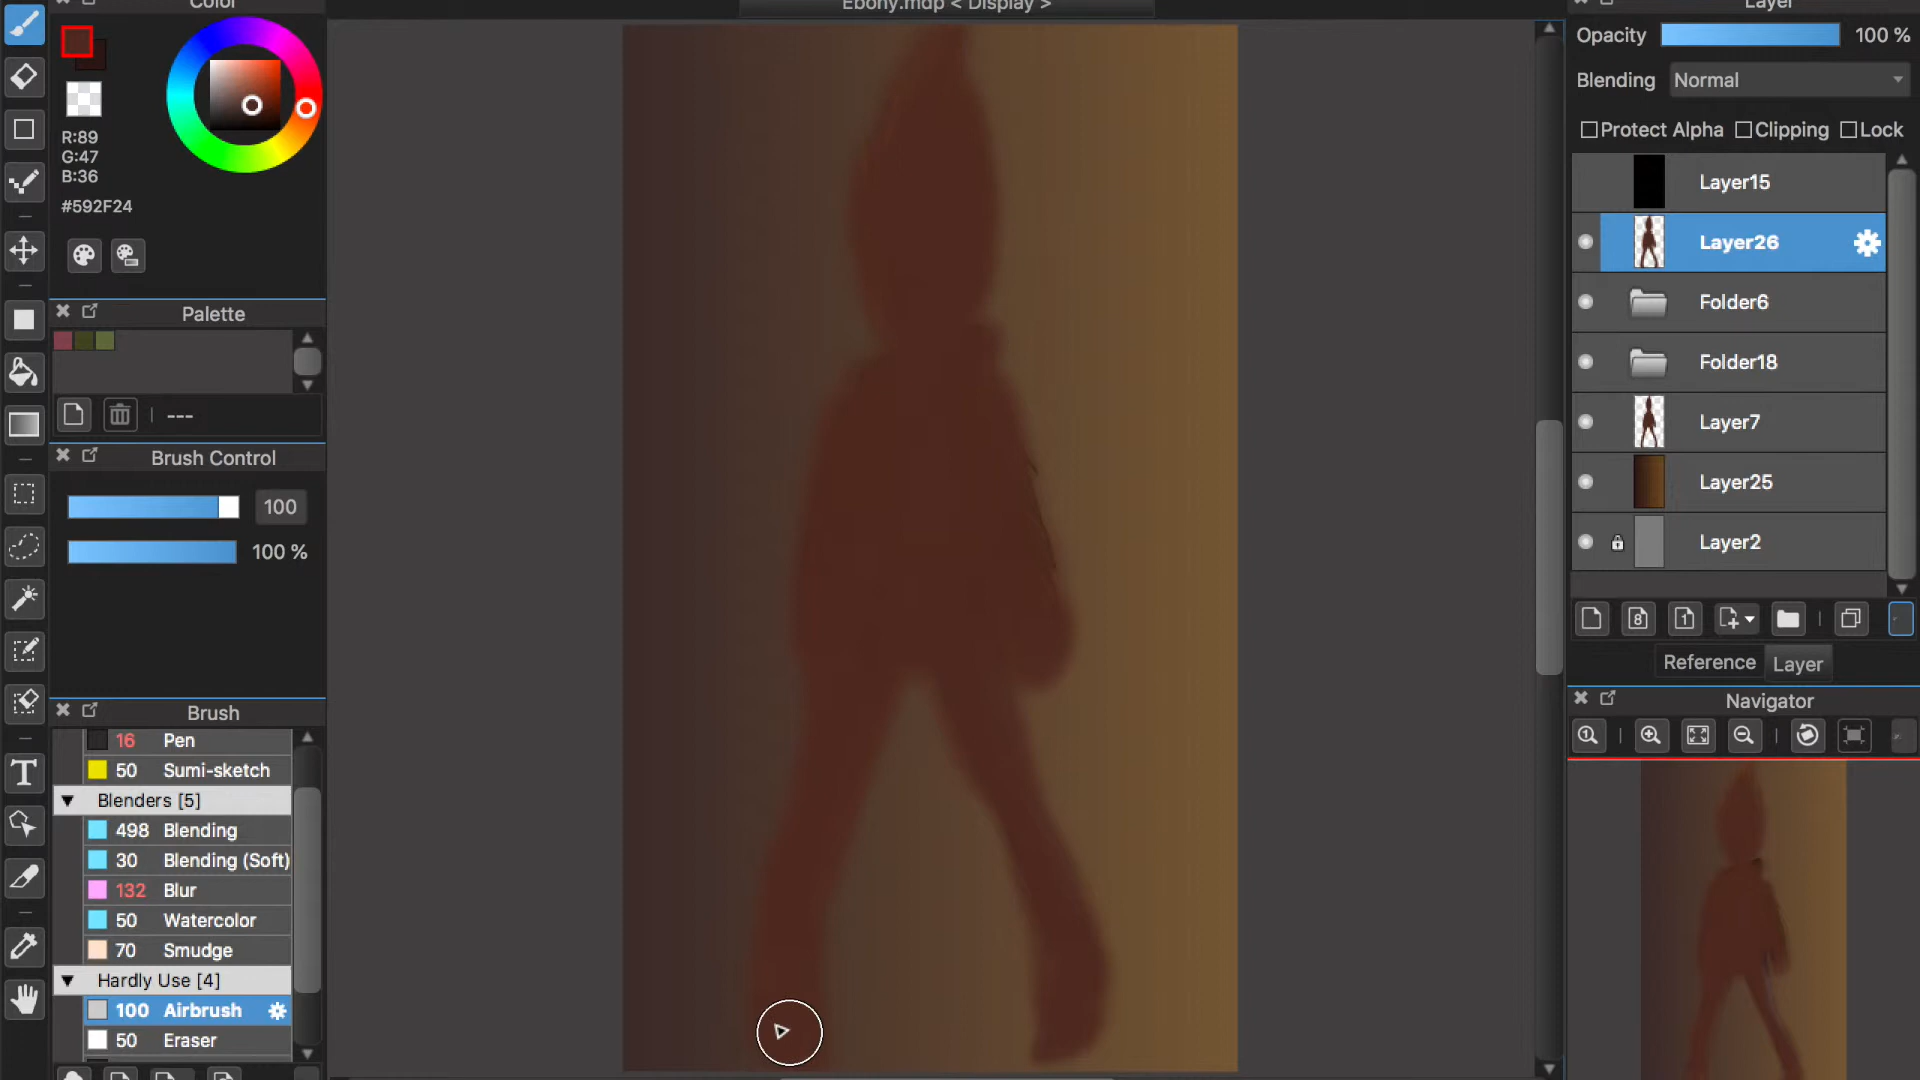 Color
Ebony.mdp < Display >
Layer
R:89
G:47
B:36
#592F24
Palette
---
Brush Control
100
100 %
Brush
16 Pen
50 Sumi-sketch
Blenders [5]
498 Blending
30 Blending (Soft)
132 Blur
50 Watercolor
70 Smudge
Hardly Use [4]
100 Airbrush
50 Eraser
T
Opacity 100 %
Blending Normal
Protect Alpha Clipping Lock
Layer15
Layer26
Folder6
Folder18
Layer7
Layer25
Layer2
8 1
Reference Layer
Navigator
1